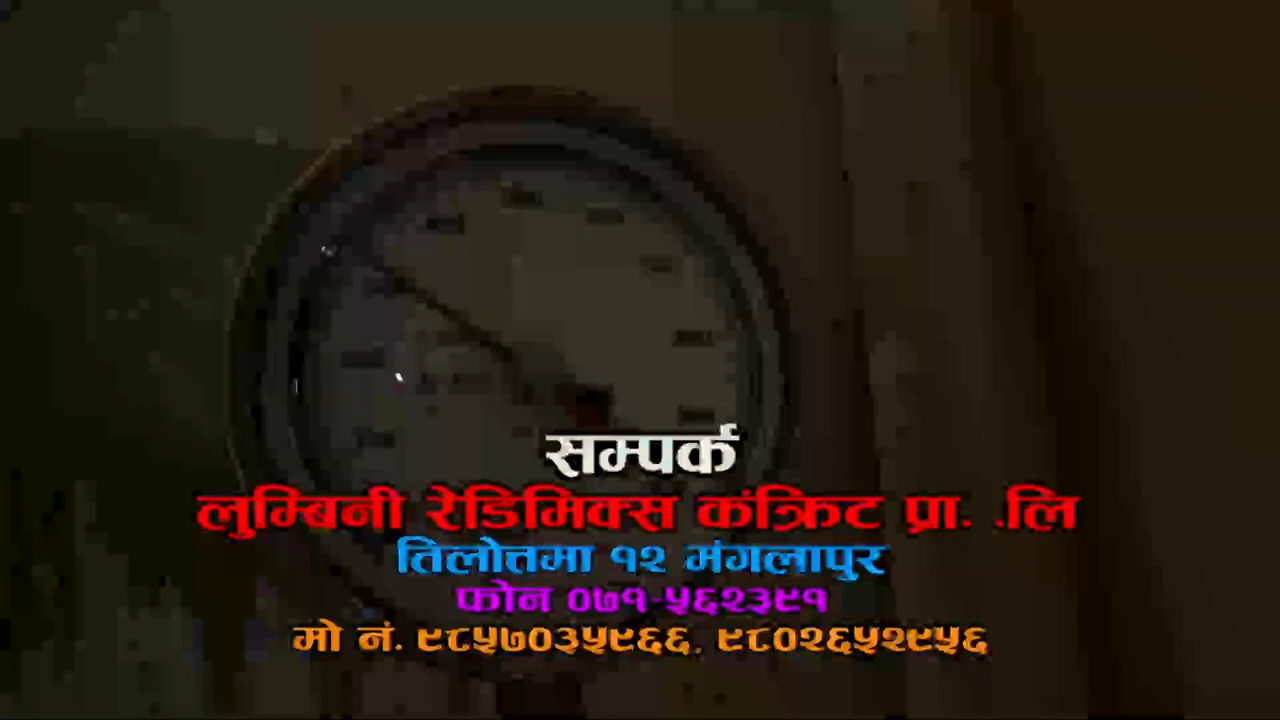 सम्पर्क
लुम्बिनी रेडिमिक्स कंक्रिट प्रा. .लि
तिलोत्तमा १२ मंगलापुर
फोन ०७१-५६२३९१
मो नं. ९८५७०३५९६६, ९८०२६५२९५६